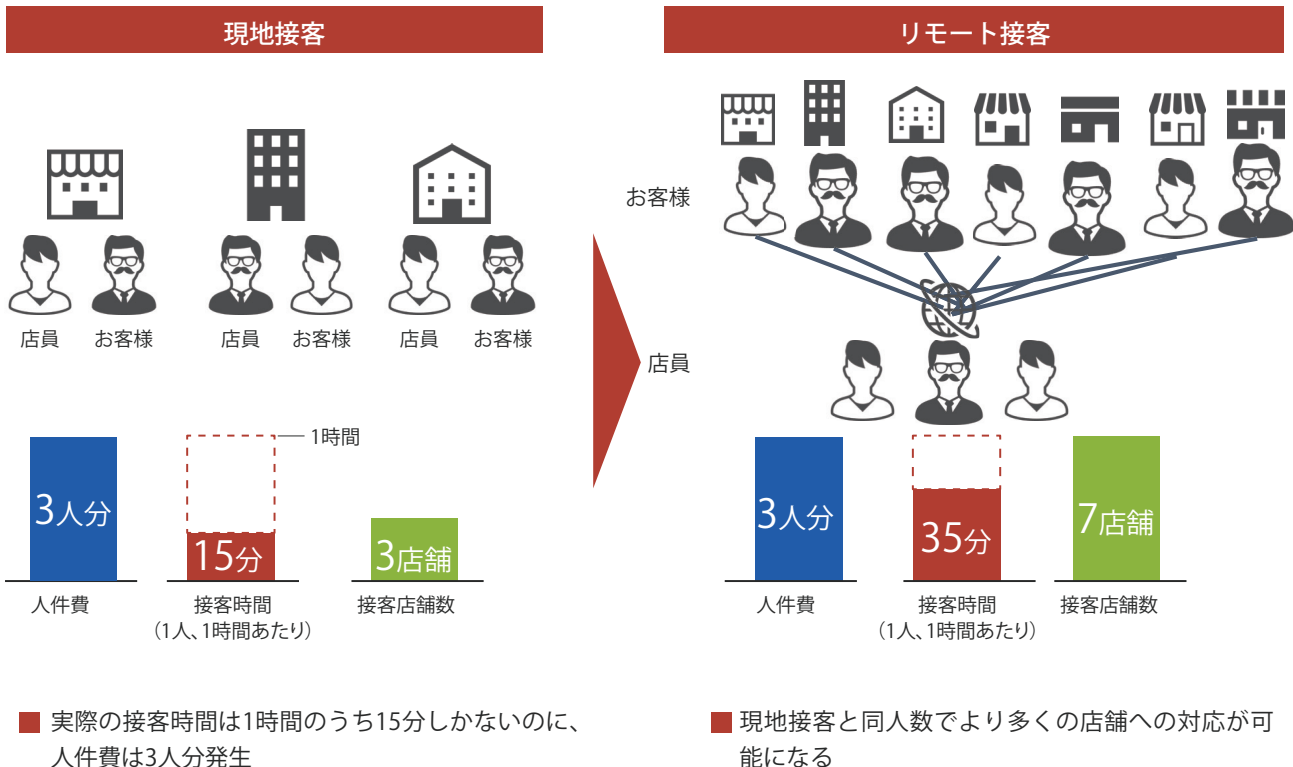 現地接客
店員
お客様
店員
お客様
店員
お客様
1時間
3人分
15分
3店舗
人件費
接客時間
(1人、1時間あたり)
接客店舗数
■ 実際の接客時間は1時間のうち15分しかないのに、
人件費は3人分発生
リモート接客
お客様
店員
3人分
35分
7店舗
人件費
接客時間
(1人、1時間あたり)
接客店舗数
■ 現地接客と同人数でより多くの店舗への対応が可
能になる